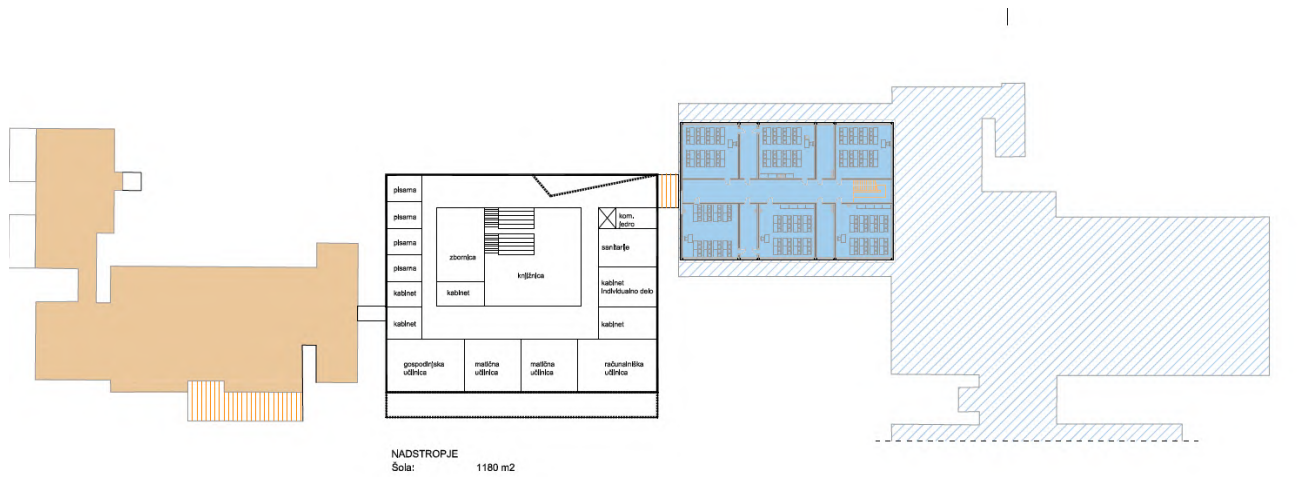 pisarna
pisarna
kom.
jedro
pisarna
sanitarije
zbornica
pisarna
knjižnica
kabinet
individualno delo
kabinet
kabinet
kabinet
kabinet
gospodinjska
učilnica
matična
učilnica
matična
učilnica
računalniška
učilnica
NADSTROPJE
Šola: 1180 m2